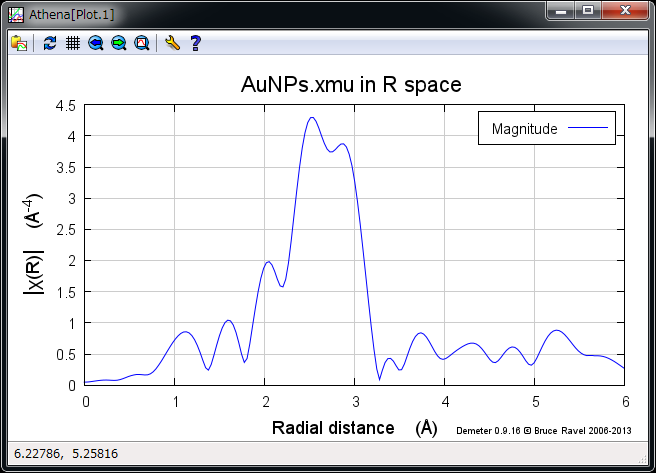 Athena[Plot.1]
AuNPs.xmu in R space
Magnitude
|χ(R)| (Å-4)
4.5
4
3.5
3
2.5
2
1.5
1
0.5
0
0 1 2 3 4 5 6
Radial distance (Å)
Demeter 0.9.16 © Bruce Ravel 2006-2013
6.22786, 5.25816